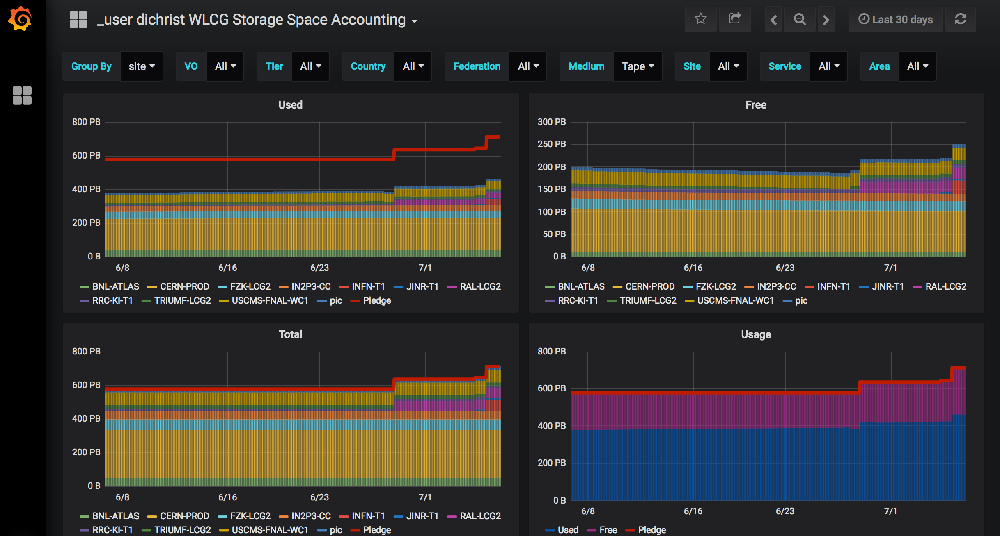 _user dichrist WLCG Storage Space Accounting
Last 30 days
Group By site VO All Tier All Country All Federation All Medium Tape Site All Service All Area All
Used
800 PB
600 PB
400 PB
200 PB
0 B
6/8 6/16 6/23 7/1
BNL-ATLAS CERN-PROD FZK-LCG2 IN2P3-CC INFN-T1 JINR-T1 RAL-LCG2
RRC-KI-T1 TRIUMF-LCG2 USCMS-FNAL-WC1 pic Pledge
Free
300 PB
250 PB
200 PB
150 PB
100 PB
50 PB
0 B
6/8 6/16 6/23 7/1
BNL-ATLAS CERN-PROD FZK-LCG2 IN2P3-CC INFN-T1 JINR-T1 RAL-LCG2
RRC-KI-T1 TRIUMF-LCG2 USCMS-FNAL-WC1 pic
Total
800 PB
600 PB
400 PB
200 PB
0 B
6/8 6/16 6/23 7/1
BNL-ATLAS CERN-PROD FZK-LCG2 IN2P3-CC INFN-T1 JINR-T1 RAL-LCG2
RRC-KI-T1 TRIUMF-LCG2 USCMS-FNAL-WC1 pic Pledge
Usage
800 PB
600 PB
400 PB
200 PB
0 B
6/8 6/16 6/23 7/1
Used Free Pledge